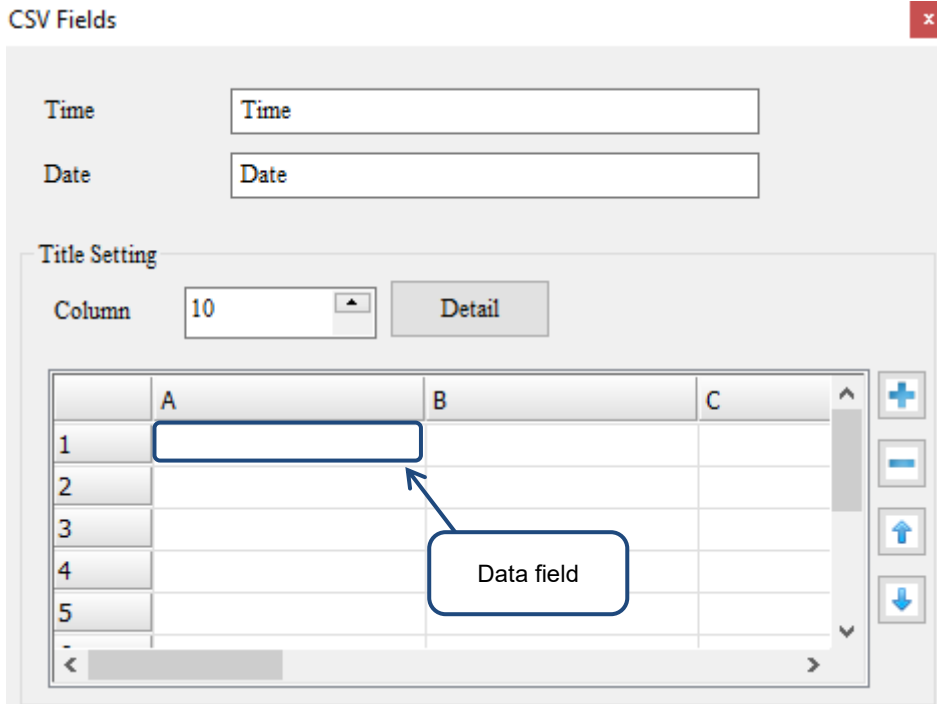 CSV Fields x
Time Time
Date Date
Title Setting
Column 10 Detail
A B C
1
2
3
4
5
Data field